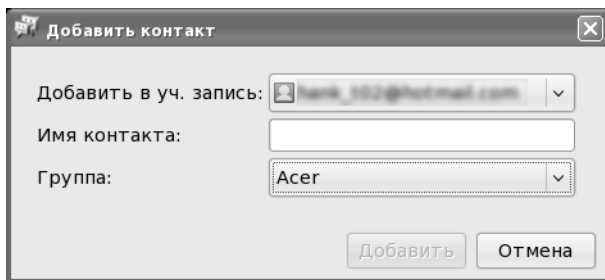 Добавить контакт
Добавить в уч. запись:
Имя контакта:
Группа: Acer
Добавить Отмена